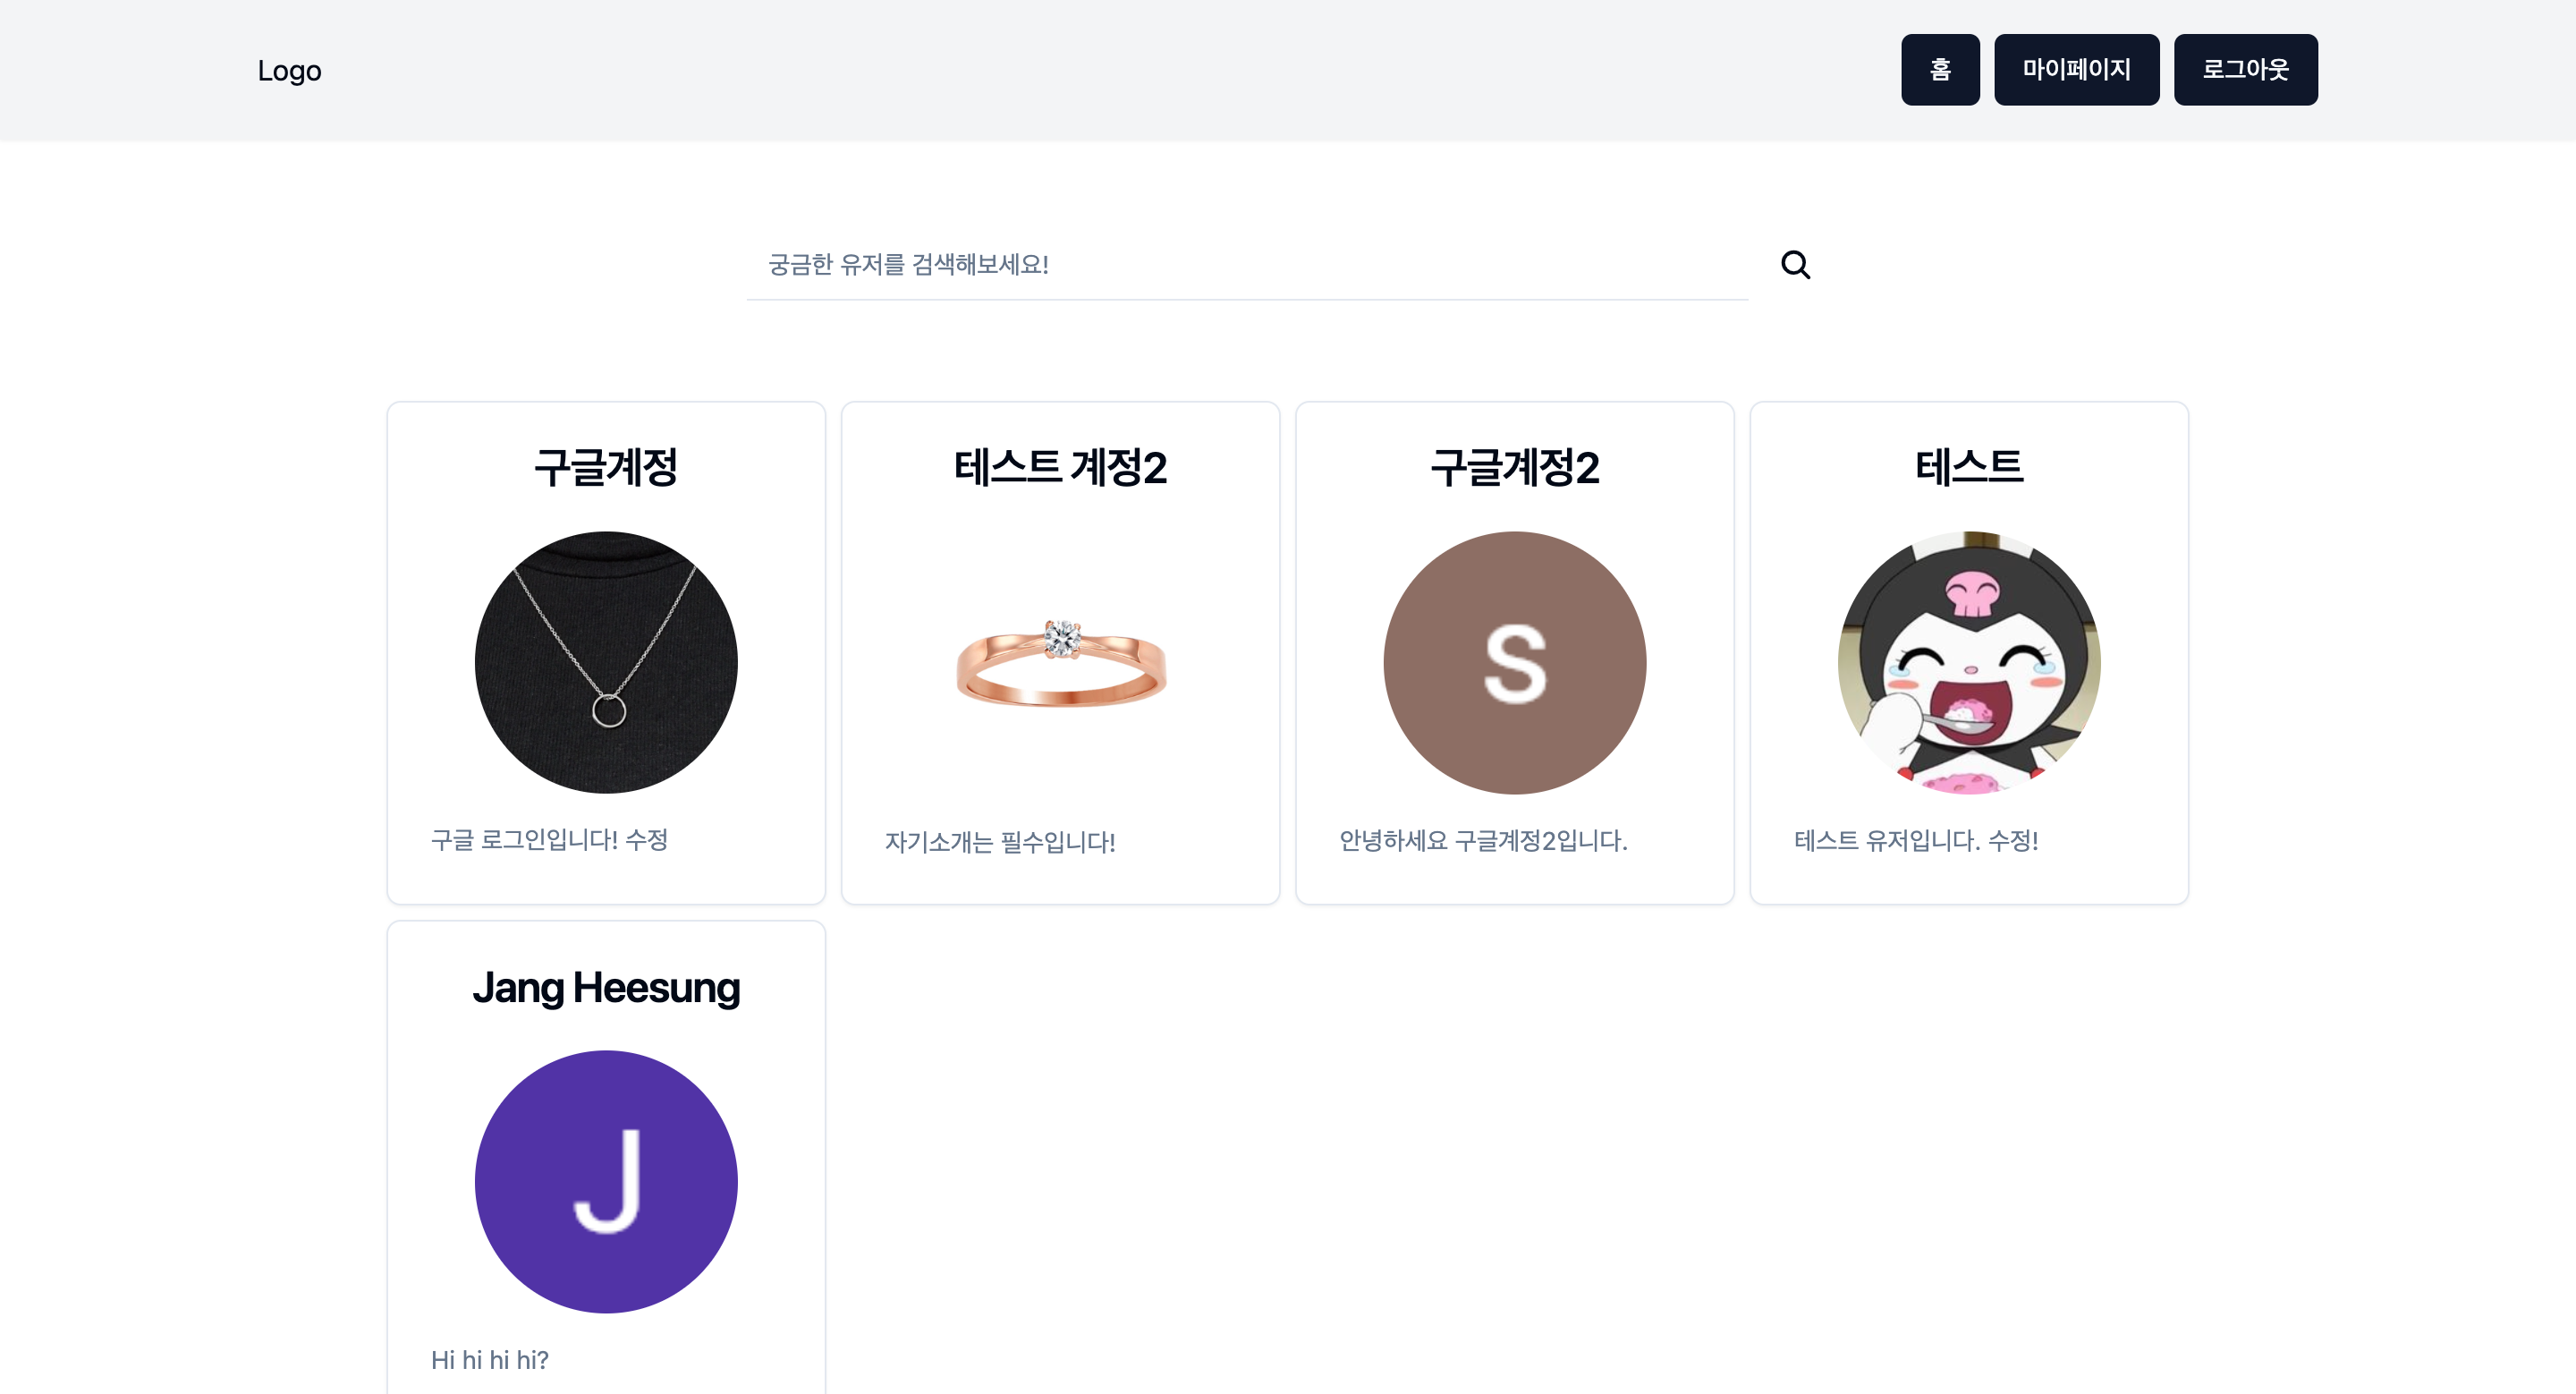 Logo
홈
마이페이지
로그아웃
궁금한 유저를 검색해보세요!
구글계정
구글 로그인입니다! 수정
테스트 계정2
자기소개는 필수입니다!
구글계정2
S
안녕하세요 구글계정2입니다.
테스트
테스트 유저입니다. 수정!
Jang Heesung
J
Hi hi hi hi?